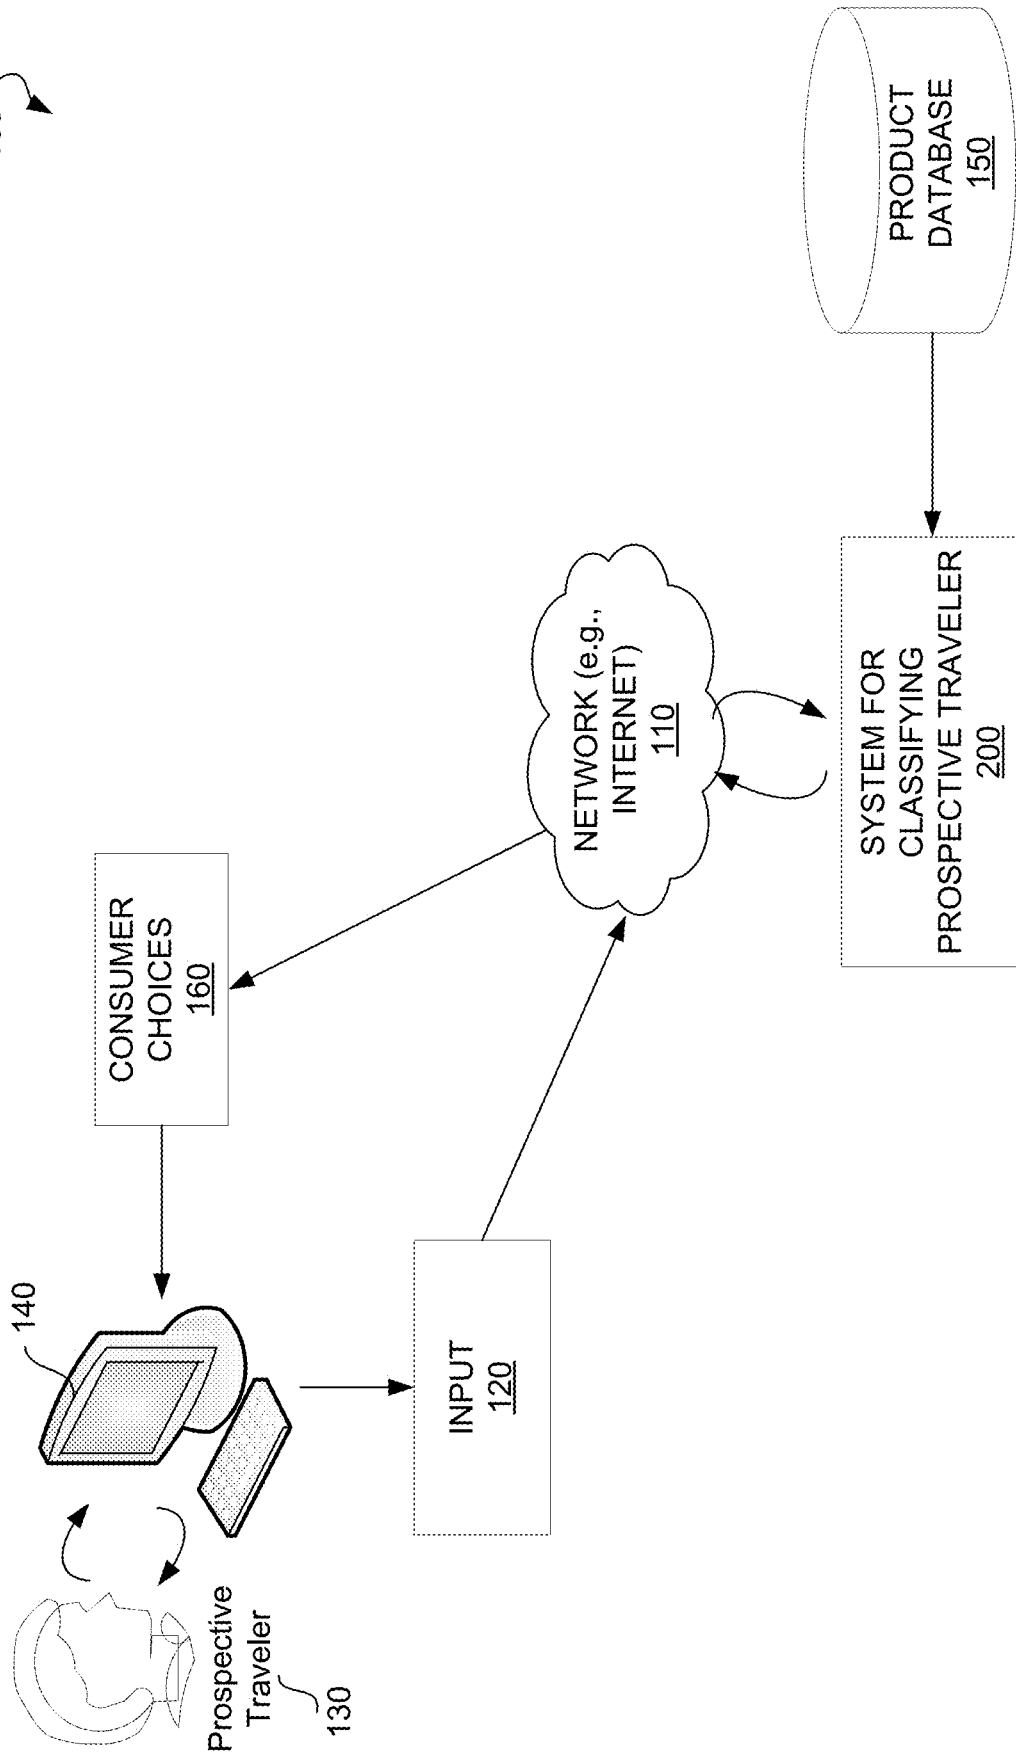 140
Prospective
Traveler
130
CONSUMER
CHOICES
160
INPUT
120
NETWORK (e.g.,
INTERNET)
110
SYSTEM FOR
CLASSIFYING
PROSPECTIVE TRAVELER
200
PRODUCT
DATABASE
150